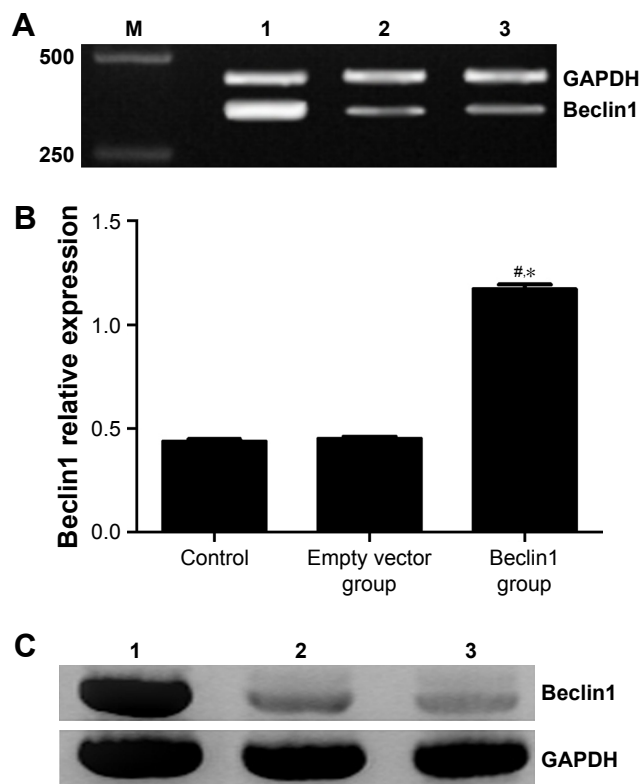 A
M 1 2 3
500
GAPDH
Beclin1
250
B
Beclin1 relative expression
1.5
1.0
0.5
0.0
#,*
Control
Empty vector
group
Beclin1
group
C
1 2 3
Beclin1
GAPDH